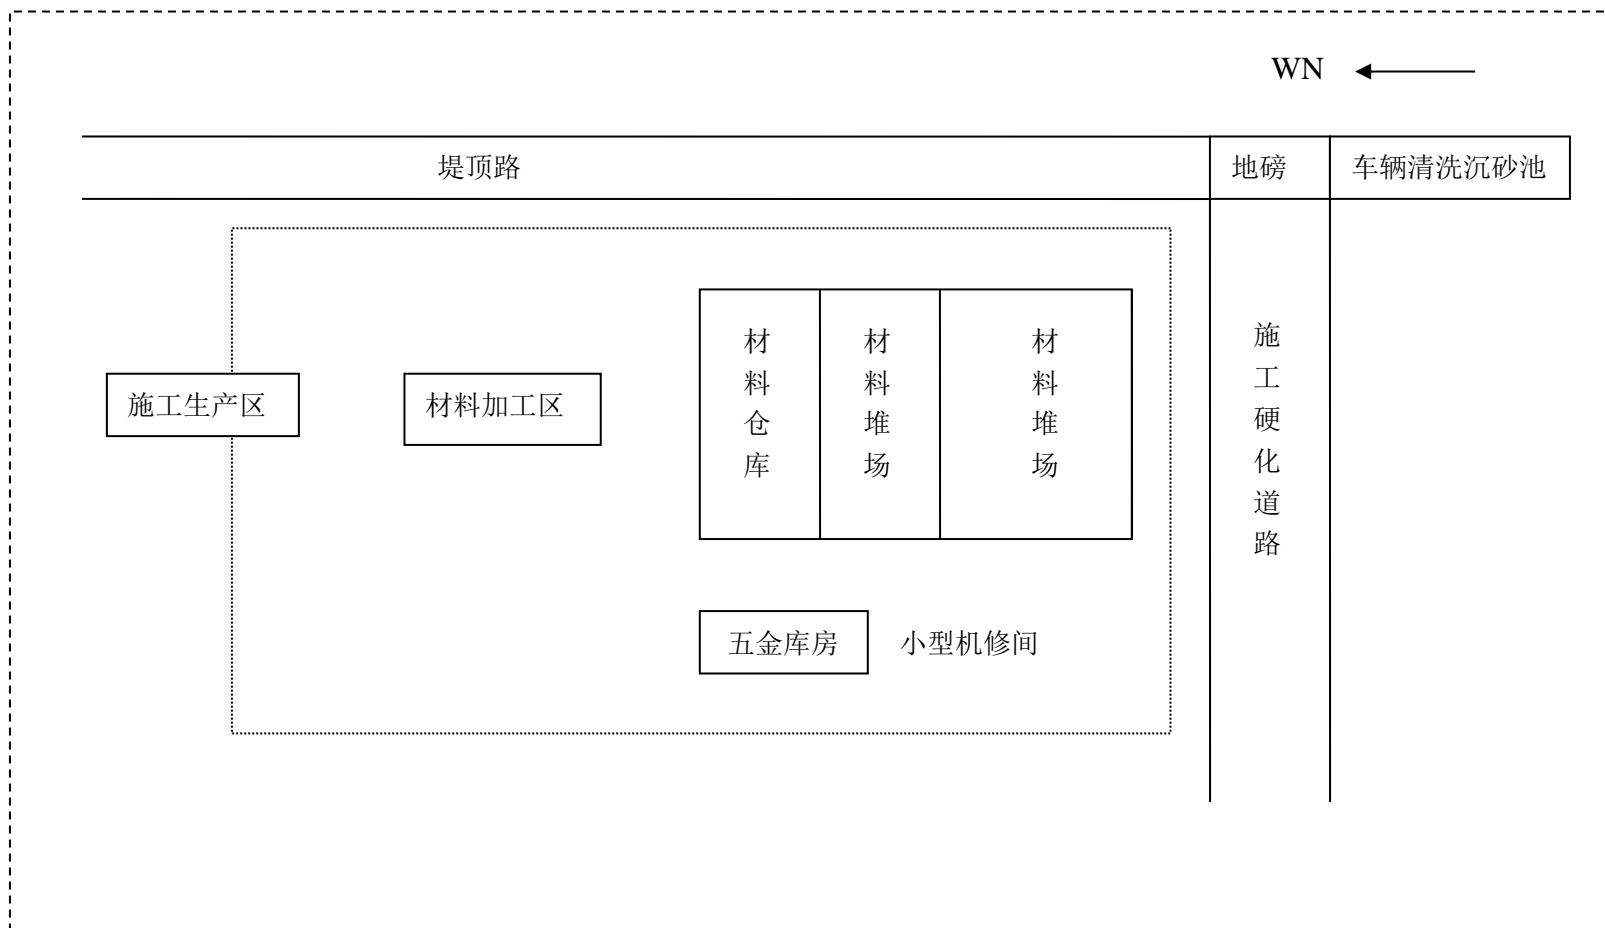 WN
堤顶路
地磅
车辆清洗沉砂池
施工生产区
材料加工区
材料仓库
材料堆场
材料堆场
施工硬化道路
五金库房
小型机修间